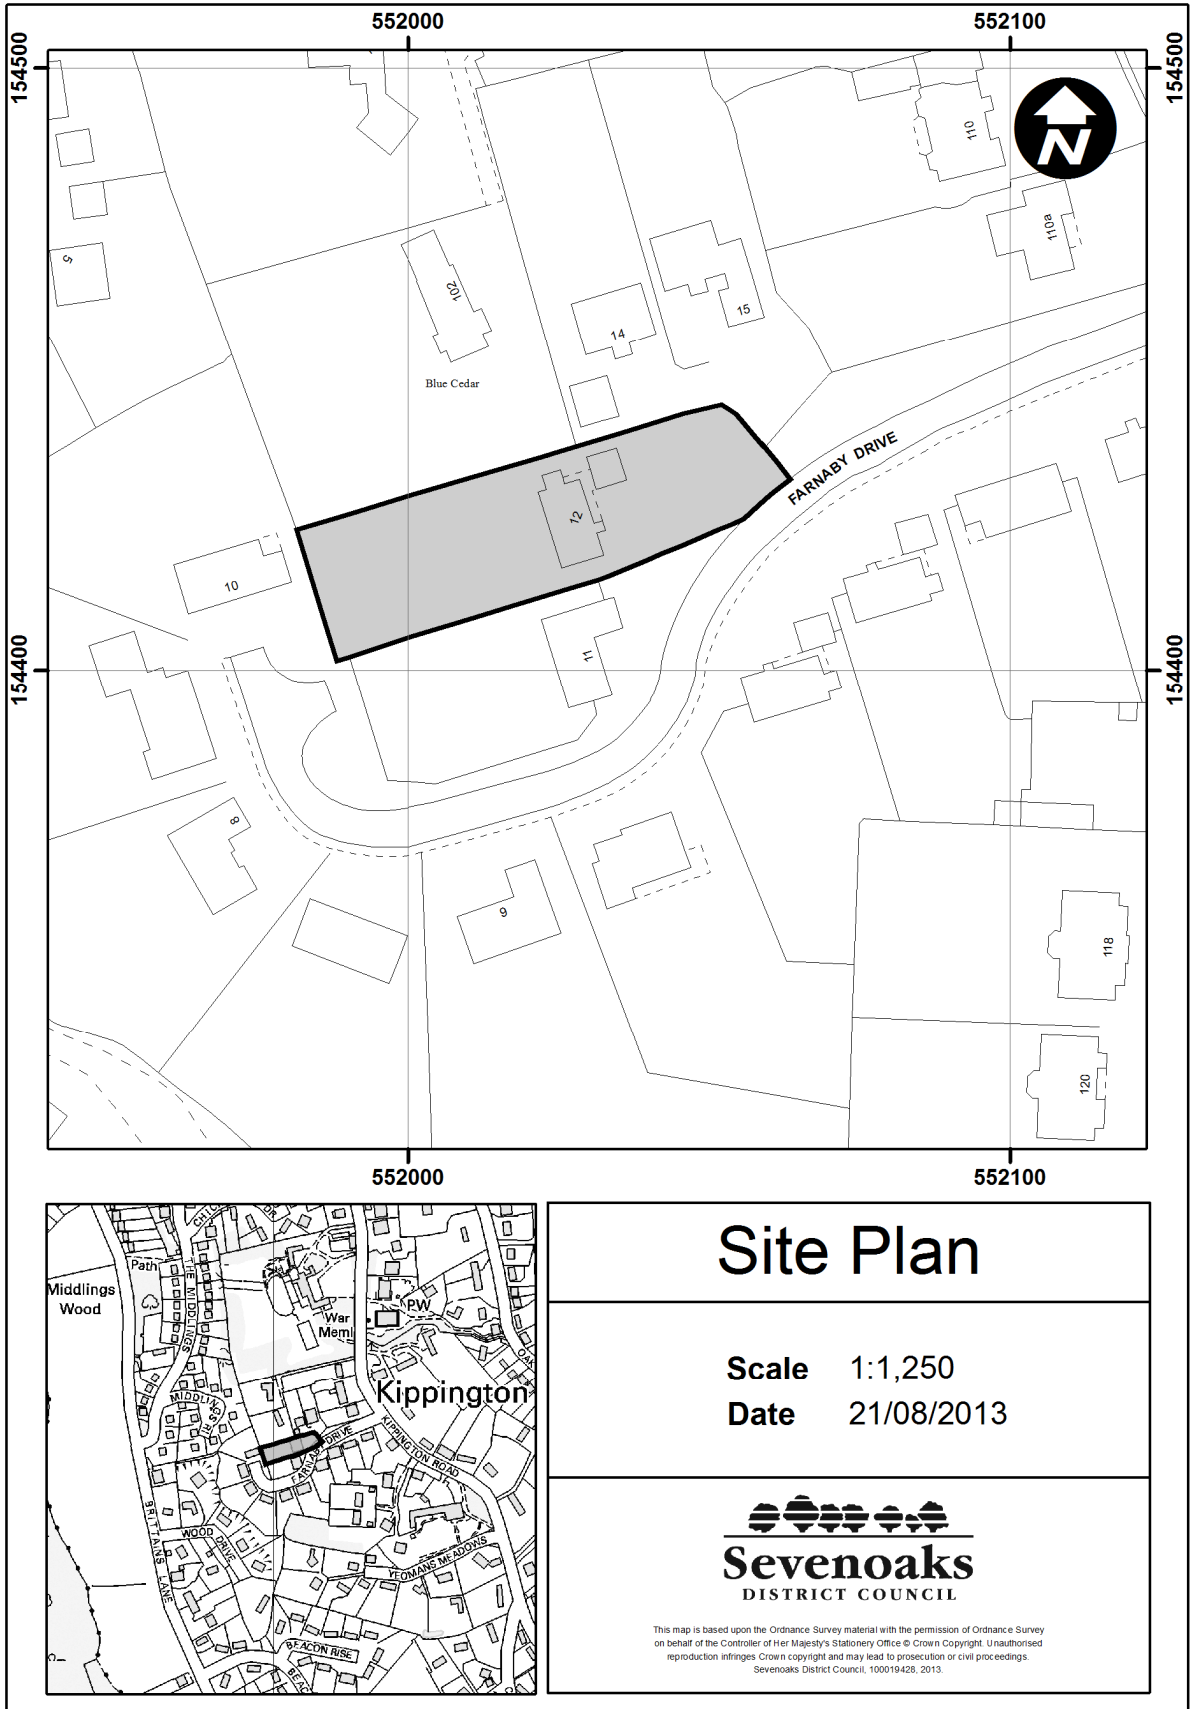 552000
552100
154500
154500
110
110a
5
102
15
14
Blue Cedar
FARNABY DRIVE
12
10
11
154400
154400
8
9
118
120
552000
552100
Path
Middlings
Wood
THE MIDDLINGS
PW
War
Meml
Kippington
FARNABY DRIVE
KIPPINGTON ROAD
BRITTAINS LANE
WOOD DRIVE
YEOMANS MEADOWS
BEACON RISE
Site Plan
Scale 1:1,250
Date 21/08/2013
Sevenoaks
DISTRICT COUNCIL
This map is based upon the Ordnance Survey material with the permission of Ordnance Survey
on behalf of the Controller of Her Majesty's Stationery Office © Crown Copyright. Unauthorised
reproduction infringes Crown copyright and may lead to prosecution or civil proceedings.
Sevenoaks District Council, 100019428, 2013.